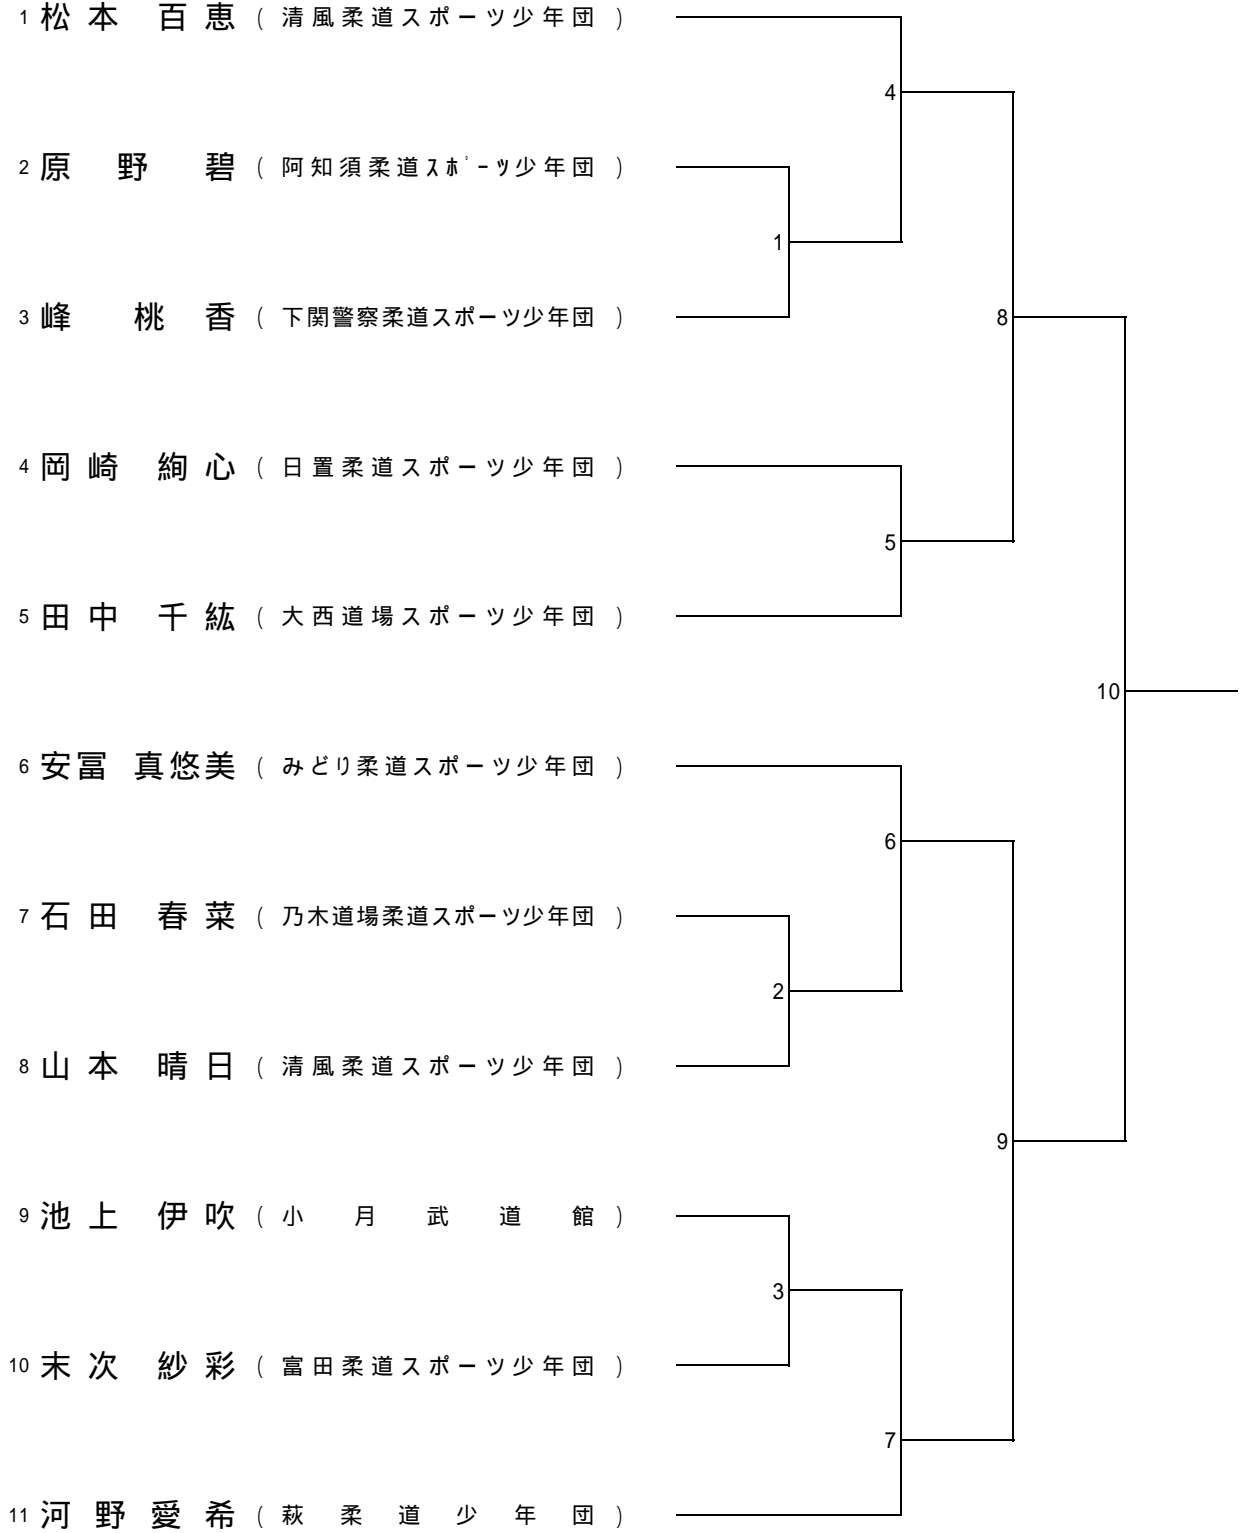 1 松本 百恵 ( 清風柔道スポーツ少年団 )
4
2 原野 碧 ( 阿知須柔道ｽﾎﾟｰﾂ少年団 )
1
3 峰 桃香 ( 下関警察柔道スポーツ少年団 )
8
4 岡崎 絢心 ( 日置柔道スポーツ少年団 )
5
5 田中 千紘 ( 大西道場スポーツ少年団 )
10
6 安冨 真悠美 ( みどり柔道スポーツ少年団 )
6
7 石田 春菜 ( 乃木道場柔道スポーツ少年団 )
2
8 山本 晴日 ( 清風柔道スポーツ少年団 )
9
9 池上 伊吹 ( 小月武道館 )
3
10 末次 紗彩 ( 富田柔道スポーツ少年団 )
7
11 河野愛希 ( 萩柔道少年団 )